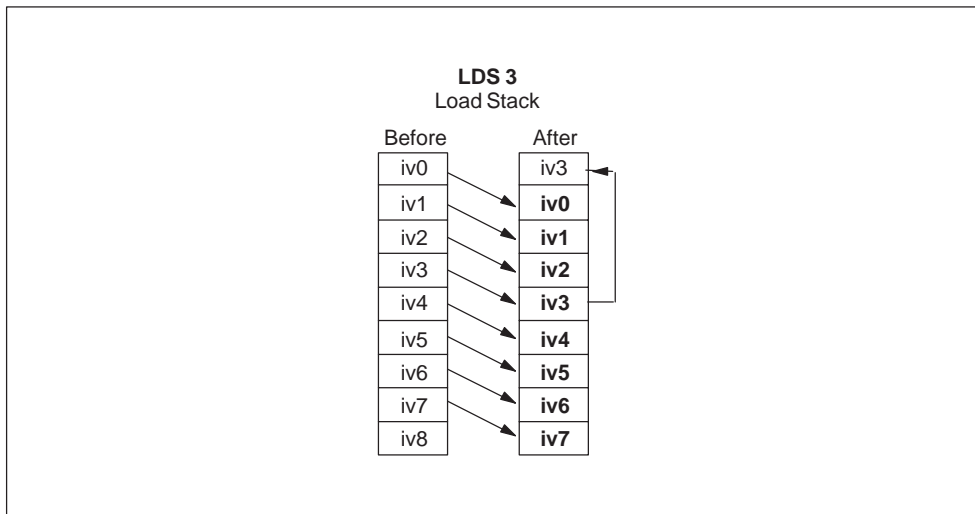 LDS 3
Load Stack
Before After
iv0 iv3
iv1 iv0
iv2 iv1
iv3 iv2
iv4 iv3
iv5 iv4
iv6 iv5
iv7 iv6
iv8 iv7